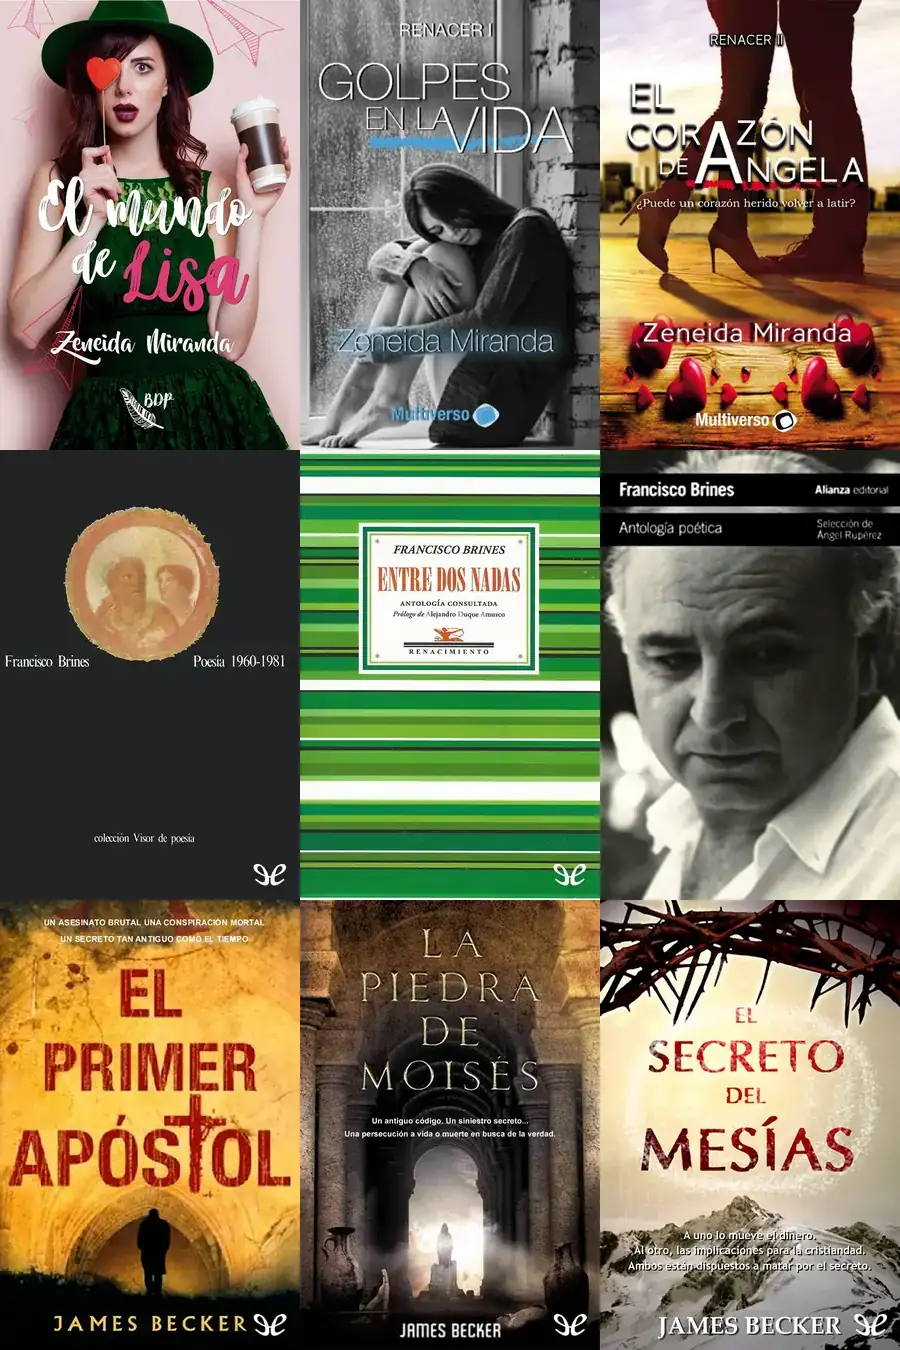 El mundo
de Lisa
Zeneida Miranda
BDP
RENACER I
GOLPES
EN LA VIDA
Zeneida Miranda
Multiverso
RENACER II
EL
CORAZÓN
DE ANGELA
¿Puede un corazón herido volver a latir?
Zeneida Miranda
Multiverso
Francisco Brines
Poesía 1960-1981
colección Visor de poesía
FRANCISCO BRINES
ENTRE DOS NADAS
ANTOLOGÍA CONSULTADA
Prólogo de Alejandro Duque Amusco
RENACIMIENTO
Francisco Brines
Alianza editorial
Antología poética
Selección de
Ángel Rupérez
UN ASESINATO BRUTAL UNA CONSPIRACIÓN MORTAL
UN SECRETO TAN ANTIGUO COMO EL TIEMPO
EL
PRIMER
APÓSTOL
JAMES BECKER
LA
PIEDRA
DE
MOISÉS
Un antiguo código. Un siniestro secreto...
Una persecución a vida o muerte en busca de la verdad.
JAMES BECKER
EL
SECRETO
DEL
MESÍAS
A uno lo mueve el dinero.
Al otro, las implicaciones para la cristiandad.
Ambos están dispuestos a matar por el secreto.
JAMES BECKER